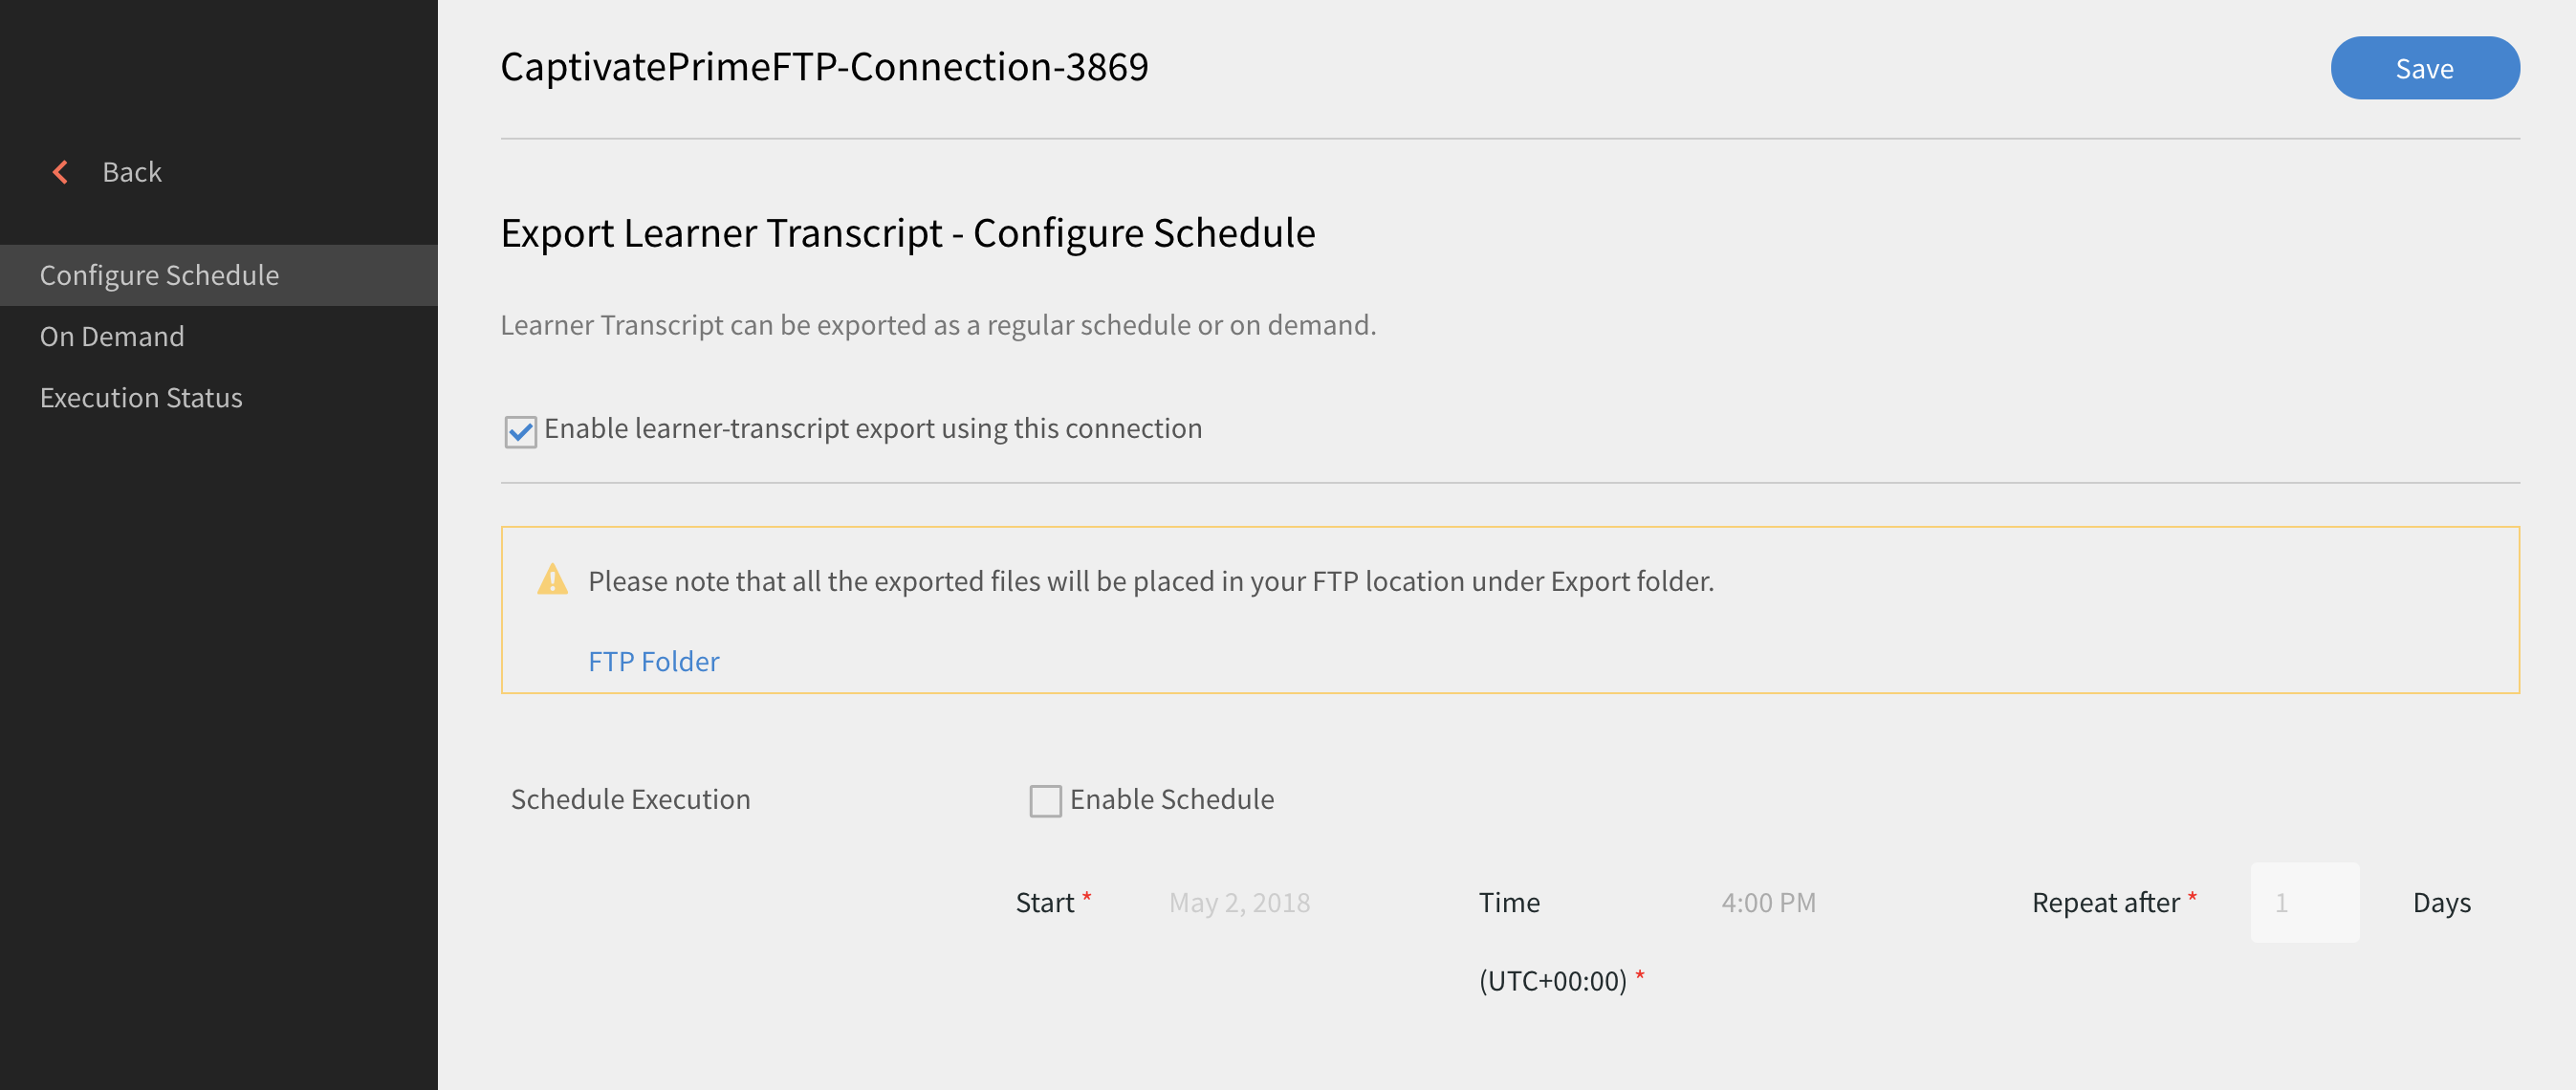 CaptivatePrimeFTP-Connection-3869
Save
Back
Configure Schedule
On Demand
Execution Status
Export Learner Transcript - Configure Schedule
Learner Transcript can be exported as a regular schedule or on demand.
Enable learner-transcript export using this connection
Please note that all the exported files will be placed in your FTP location under Export folder.
FTP Folder
Schedule Execution
Enable Schedule
Start * May 2, 2018 Time 4:00 PM Repeat after * 1 Days
(UTC+00:00) *